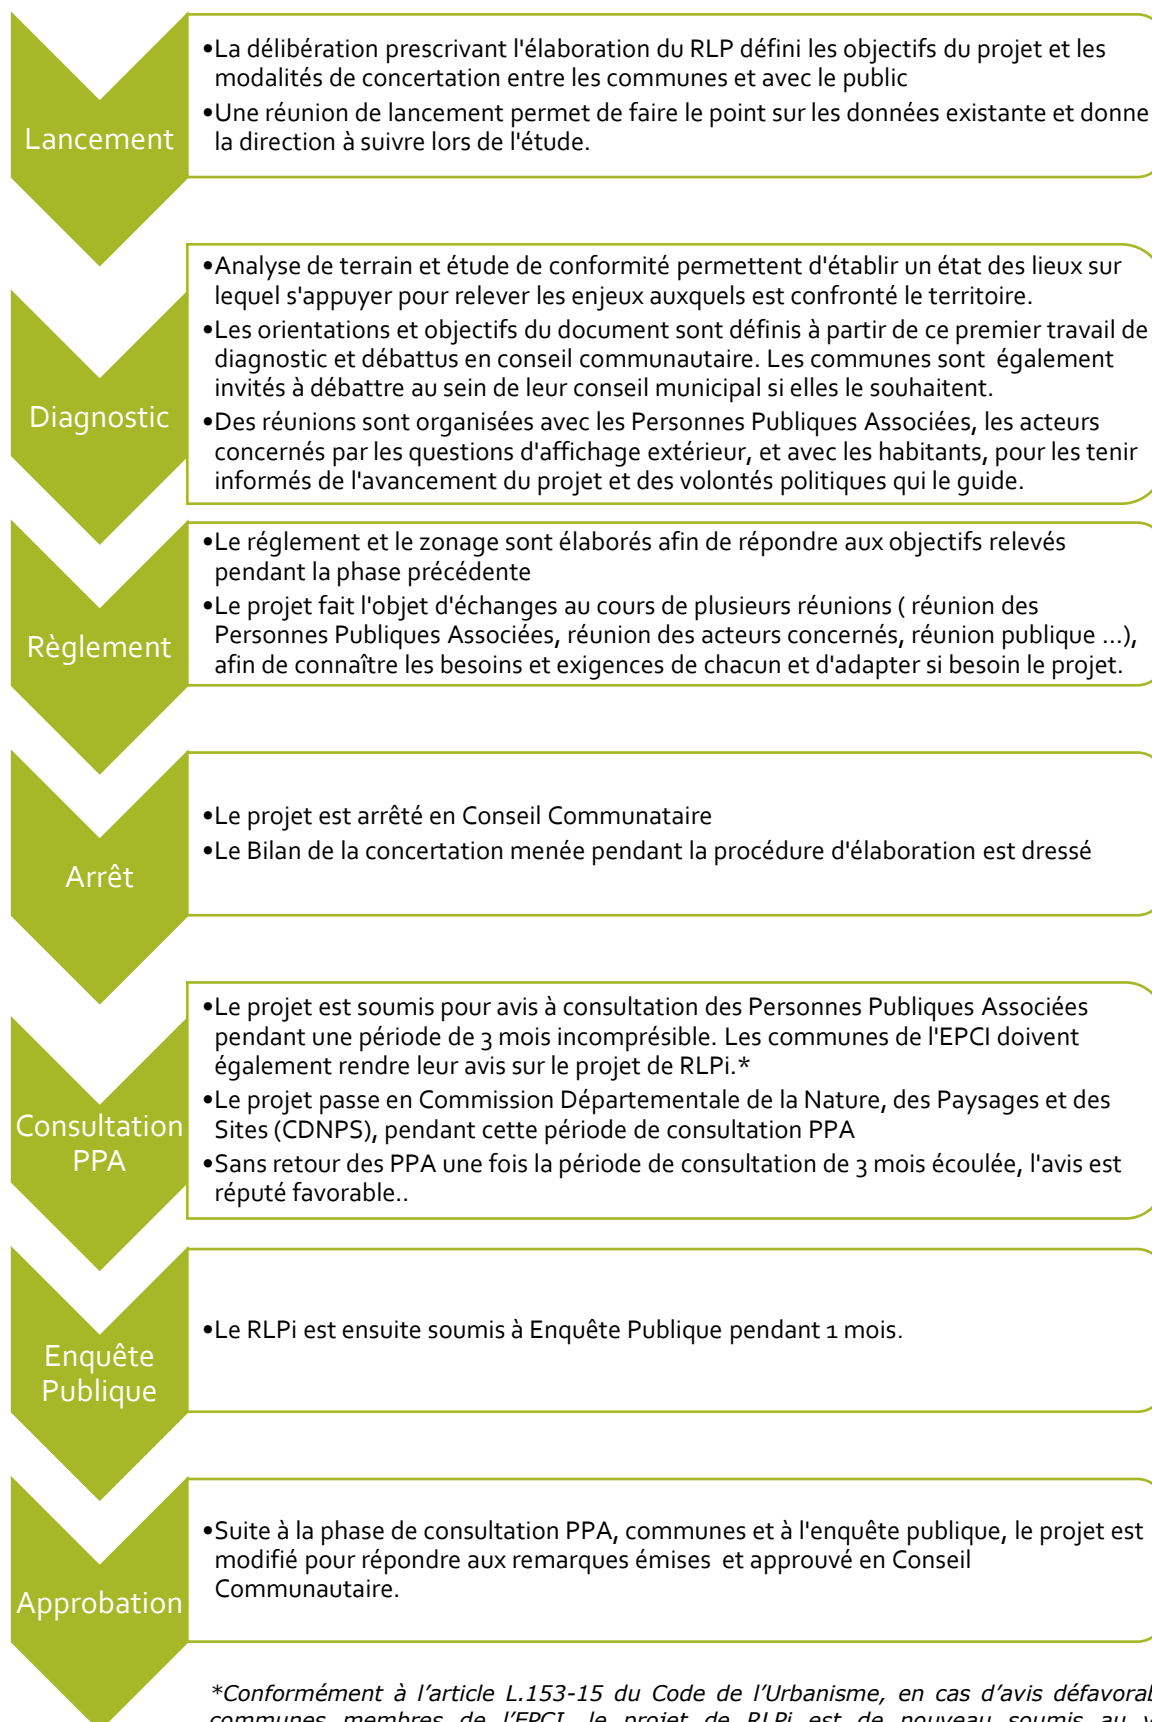 Lancement
•La délibération prescrivant l'élaboration du RLP défini les objectifs du projet et les
modalités de concertation entre les communes et avec le public
•Une réunion de lancement permet de faire le point sur les données existante et donne
la direction à suivre lors de l'étude.
Diagnostic
•Analyse de terrain et étude de conformité permettent d'établir un état des lieux sur
lequel s'appuyer pour relever les enjeux auxquels est confronté le territoire.
•Les orientations et objectifs du document sont définis à partir de ce premier travail de
diagnostic et débattus en conseil communautaire. Les communes sont également
invités à débattre au sein de leur conseil municipal si elles le souhaitent.
•Des réunions sont organisées avec les Personnes Publiques Associées, les acteurs
concernés par les questions d'affichage extérieur, et avec les habitants, pour les tenir
informés de l'avancement du projet et des volontés politiques qui le guide.
Règlement
•Le réglement et le zonage sont élaborés afin de répondre aux objectifs relevés
pendant la phase précédente
•Le projet fait l'objet d'échanges au cours de plusieurs réunions ( réunion des
Personnes Publiques Associées, réunion des acteurs concernés, réunion publique ...),
afin de connaître les besoins et exigences de chacun et d'adapter si besoin le projet.
Arrêt
•Le projet est arrêté en Conseil Communataire
•Le Bilan de la concertation menée pendant la procédure d'élaboration est dressé
Consultation
PPA
•Le projet est soumis pour avis à consultation des Personnes Publiques Associées
pendant une période de 3 mois incomprésible. Les communes de l'EPCI doivent
également rendre leur avis sur le projet de RLPi.*
•Le projet passe en Commission Départementale de la Nature, des Paysages et des
Sites (CDNPS), pendant cette période de consultation PPA
•Sans retour des PPA une fois la période de consultation de 3 mois écoulée, l'avis est
réputé favorable..
Enquête
Publique
•Le RLPi est ensuite soumis à Enquête Publique pendant 1 mois.
Approbation
•Suite à la phase de consultation PPA, communes et à l'enquête publique, le projet est
modifié pour répondre aux remarques émises et approuvé en Conseil
Communautaire.
*Conformément à l'article L.153-15 du Code de l'Urbanisme, en cas d'avis
communes membres de l'EPCI, le projet de RLPi est de nouveau soumis au